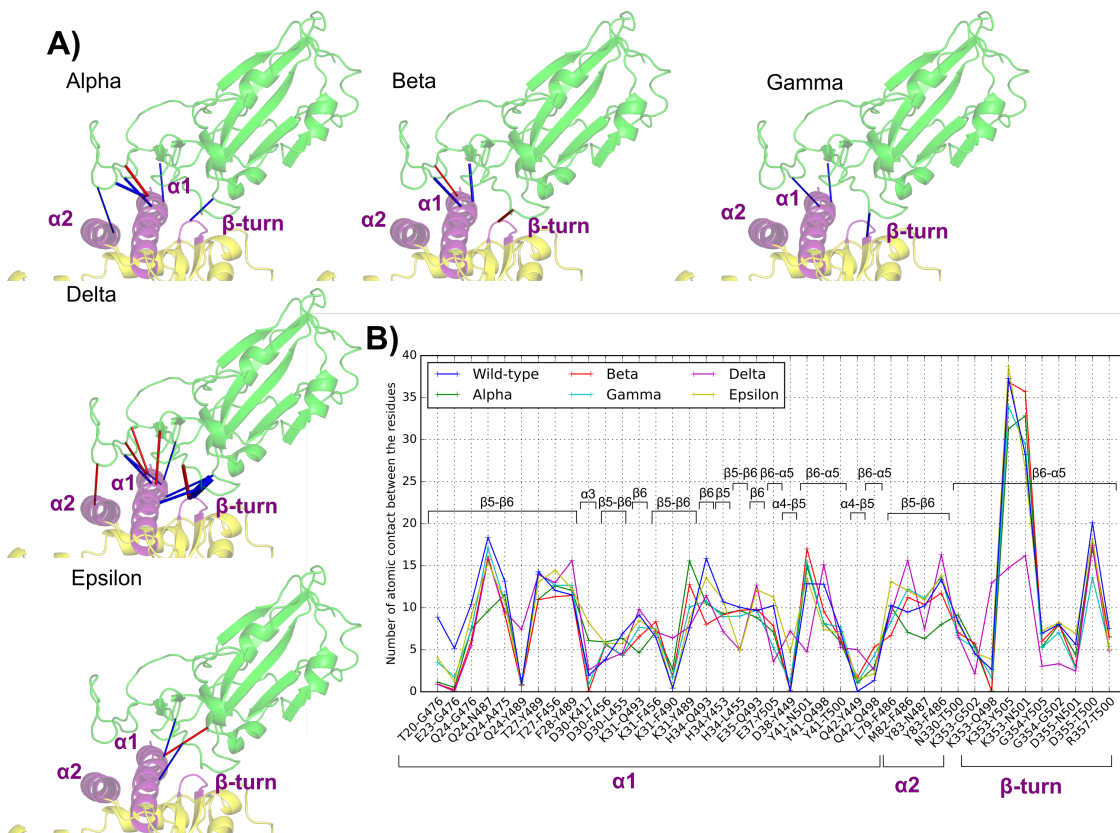 A)
Alpha
Beta
Gamma
α1
α2
β-turn
α1
α2
β-turn
α1
α2
β-turn
Delta
α1
α2
β-turn
Epsilon
α1
α2
β-turn
B)
Number of atomic contact between the residues
40
35
30
25
20
15
10
5
0
Wild-type
Alpha
Beta
Gamma
Delta
Epsilon
β5-β6
α3
β5-β6
β6
β5-β6
β6
β5
β5-β6
β6
β6-α5
α4-β5
β6-α5
α4-β5
β6-α5
β5-β6
β6-α5
T20-G476
E23-G476
Q24-G476
Q24-N487
Q24-A475
Q24-Y489
T27-Y489
T27-F456
F28-Y489
D30-K417
D30-F456
D30-L455
K31-Q493
K31-F456
K31-F490
K31-Y489
H34-Q493
H34-Y453
H34-L455
E35-Q493
E37-Y505
D38-Y449
Y41-N501
Y41-Q498
Y41-T500
Q42-Y449
Q42-Q498
L79-F486
M82-F486
Y83-N487
Y83-F486
N330-T500
K353-G502
K353-Q498
K353-Y505
K353-N501
G354-Y505
G354-G502
D355-N501
D355-T500
R357-T500
α1
α2
β-turn